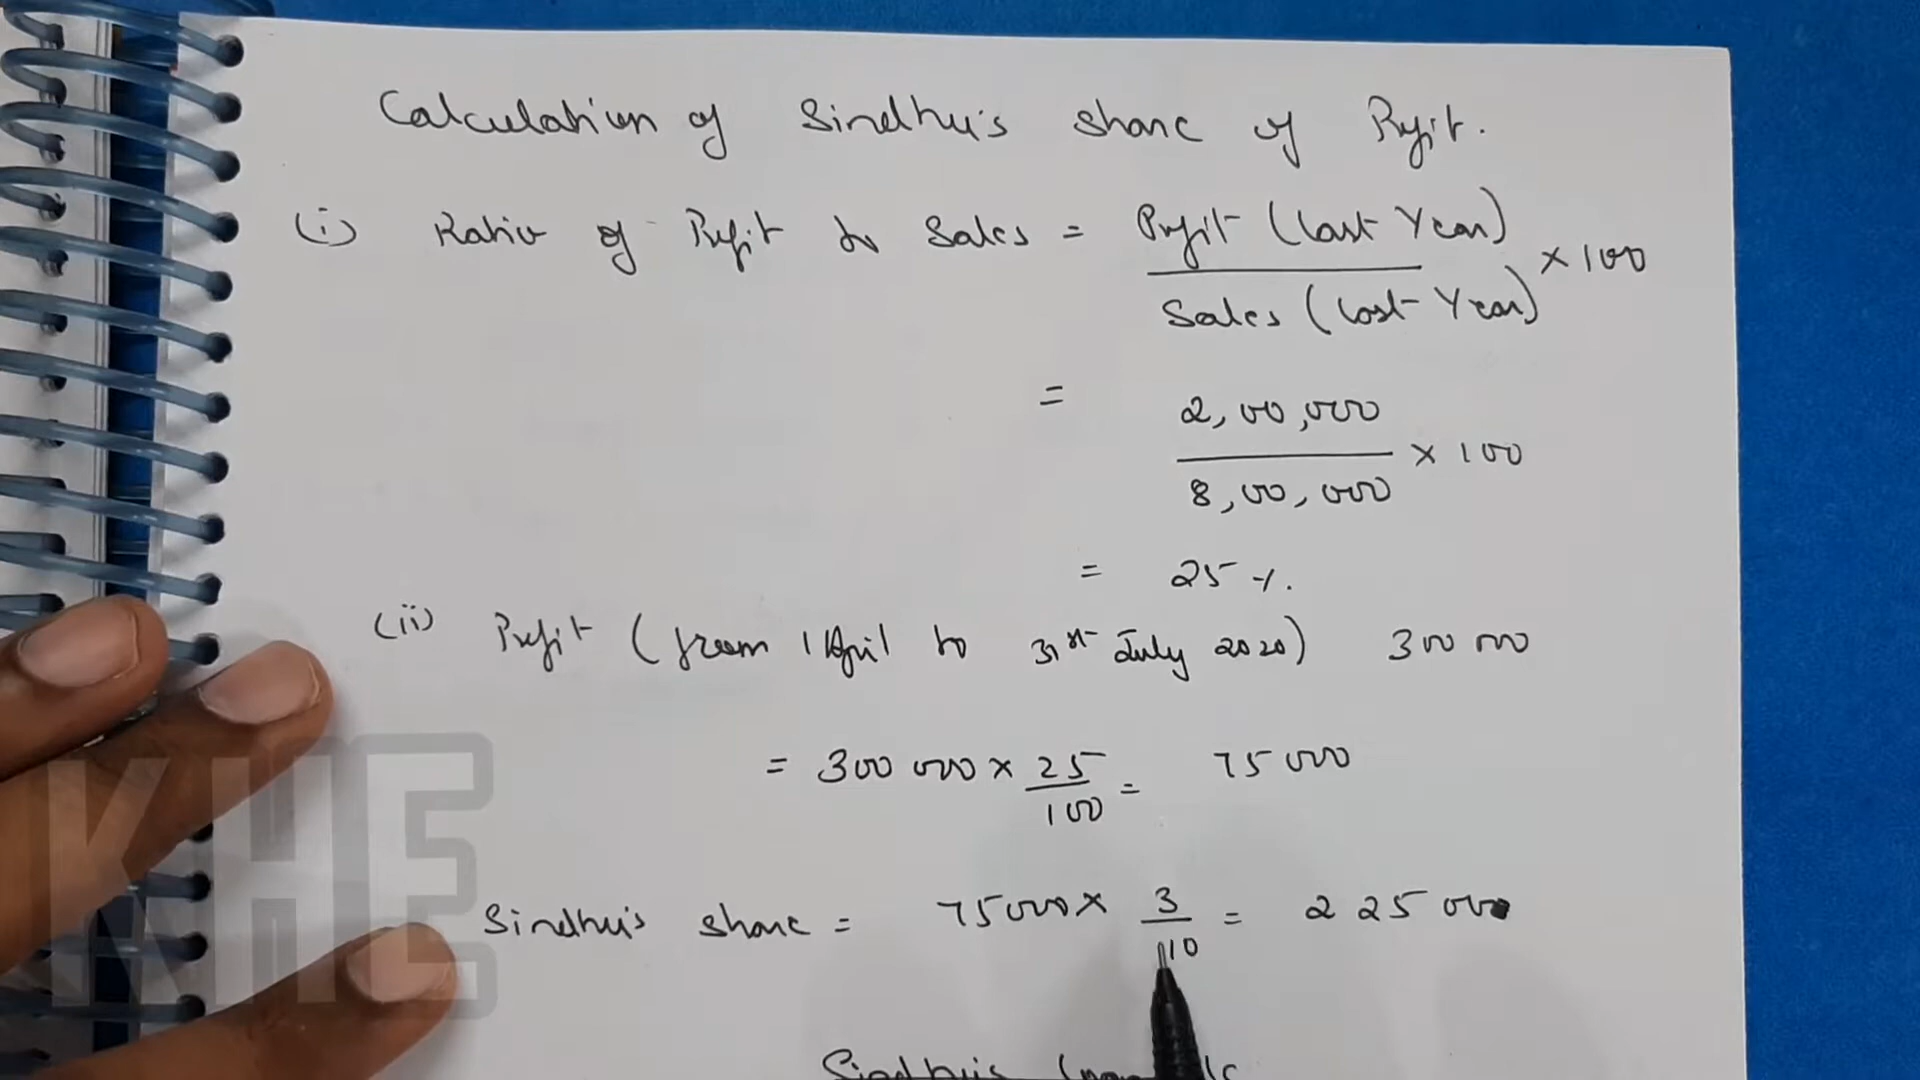 Calculation of Sindhu's share of Profit.
(i) Ratio of Profit to Sales = Profit (last Year) / Sales (last Year) × 100
= 2,00,000 / 8,00,000 × 100
= 25 %.
(ii) Profit (from 1 April to 31st July 2020) 300 000
= 300 000 × 25/100 = 75 000
Sindhu's share = 75000 × 3/10 = 225 00
Sindhu's
KHE